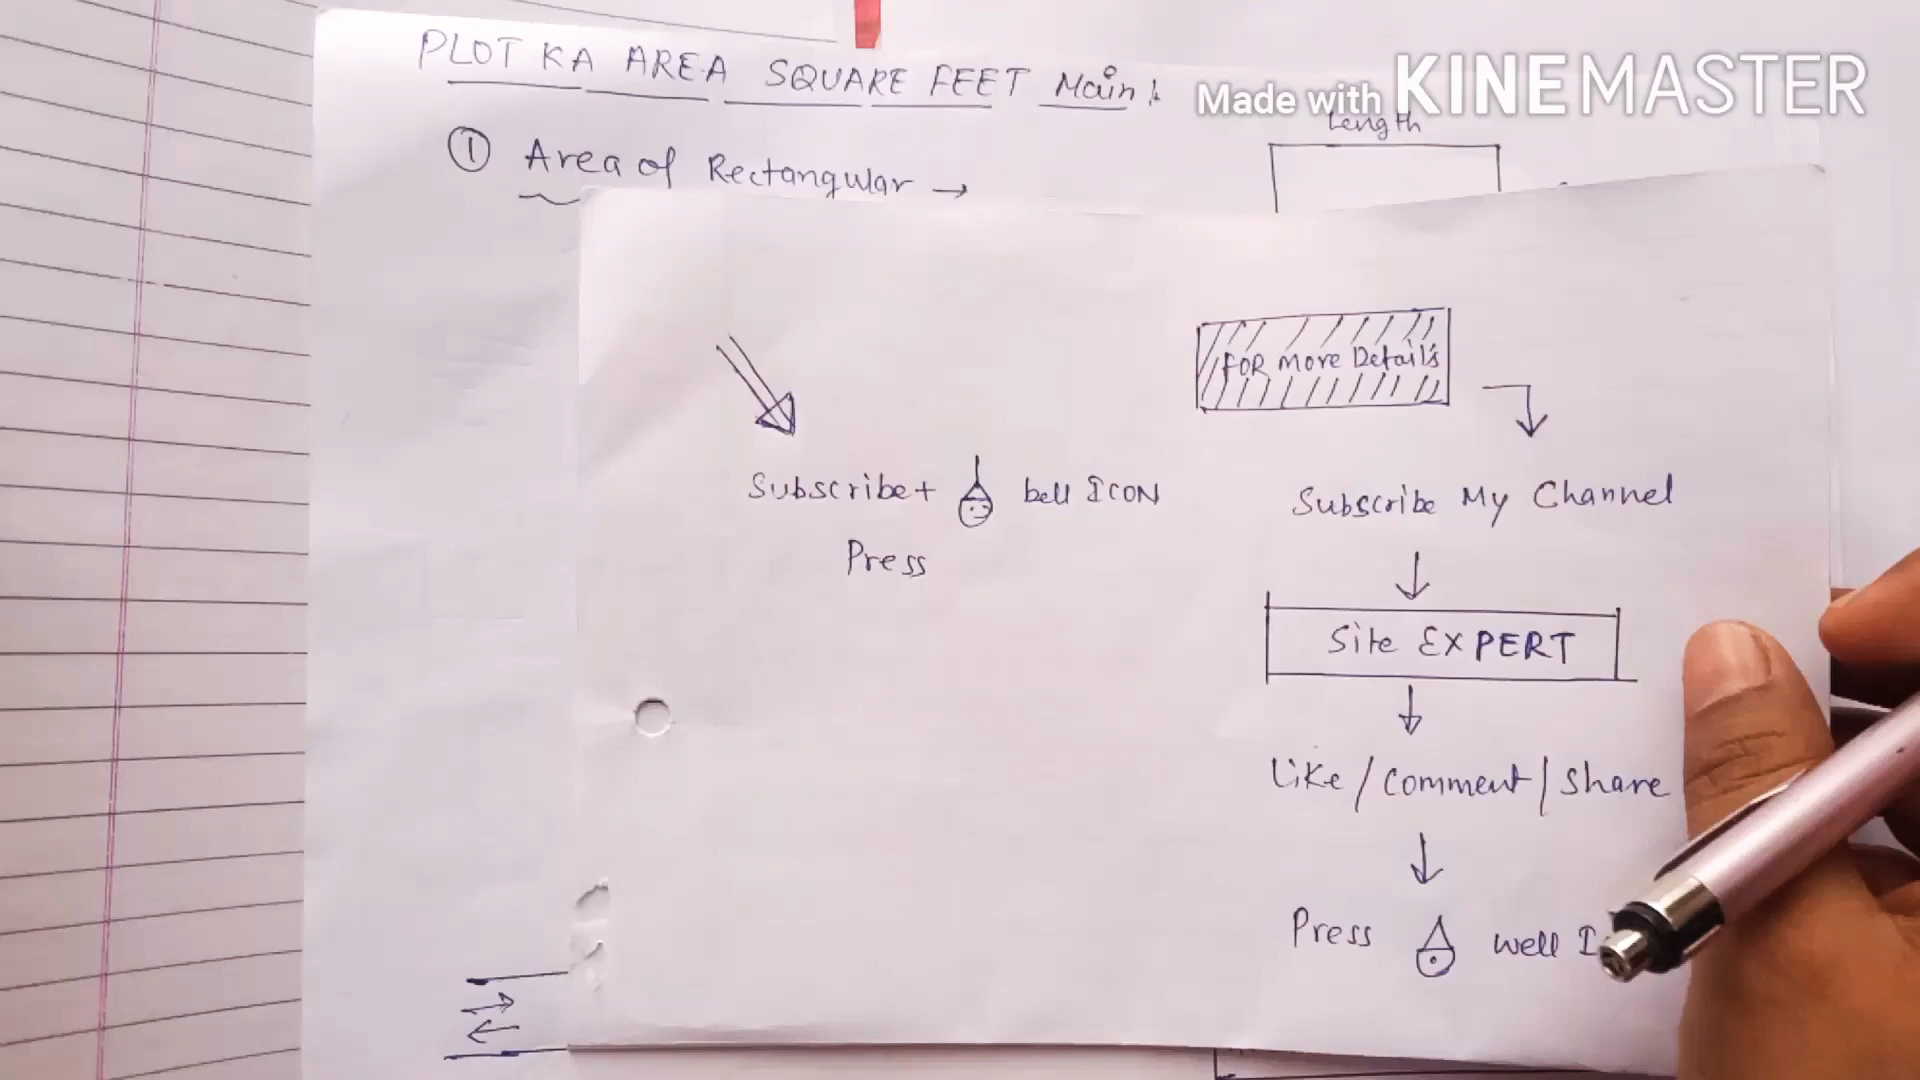 PLOT KA AREA SQUARE FEET Main !.
Made with KINEMASTER
Length
① Area of Rectangular →
FOR More Details
Subscribe + bell ICON
Press
Subscribe My Channel
Site EXPERT
Like / Comment / Share
Press well I